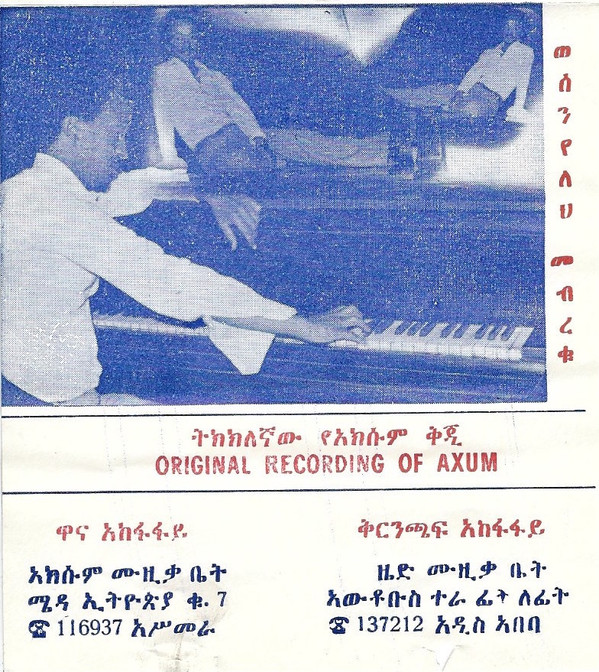 ወሰንየለህ መብረቁ
ትክክለኛው የአክሱም ቅጂ
ORIGINAL RECORDING OF AXUM
ዋና አከፋፋይ
አክሱም ሙዚቃ ቤት
ሜዳ ኢትዮጵያ ቁ. 7
☎ 116937 አሥመራ
ቅርንጫፍ አከፋፋይ
ዜድ ሙዚቃ ቤት
አውቶቡስ ተራ ፊት ለፊት
☎ 137212 አዲስ አበባ